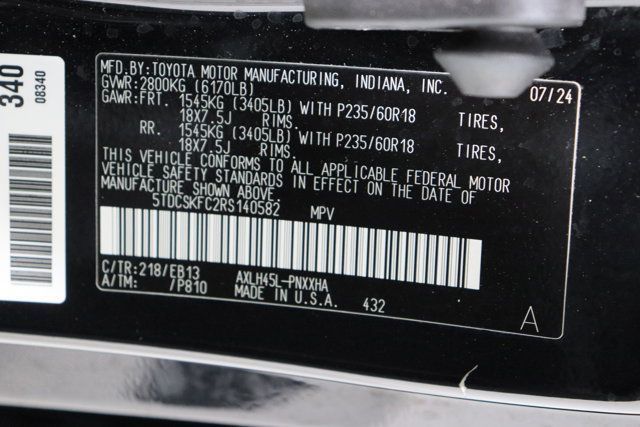 340
08340
MFD.BY:TOYOTA MOTOR MANUFACTURING, INDIANA, INC. 07/24
GVWR:2800KG (6170LB)
GAWR:FRT. 1545KG (3405LB) WITH P235/60R18 TIRES,
18X7.5J RIMS.
RR. 1545KG (3405LB) WITH P235/60R18 TIRES,
18X7.5J RIMS.
THIS VEHICLE CONFORMS TO ALL APPLICABLE FEDERAL MOTOR
VEHICLE SAFETY STANDARDS IN EFFECT ON THE DATE OF
MANUFACTURE SHOWN ABOVE.
5TDCSKFC2RS140582 MPV
C/TR:218/EB13 AXLH45L-PNXXHA
A/TM: /P810 MADE IN U.S.A. 432
A